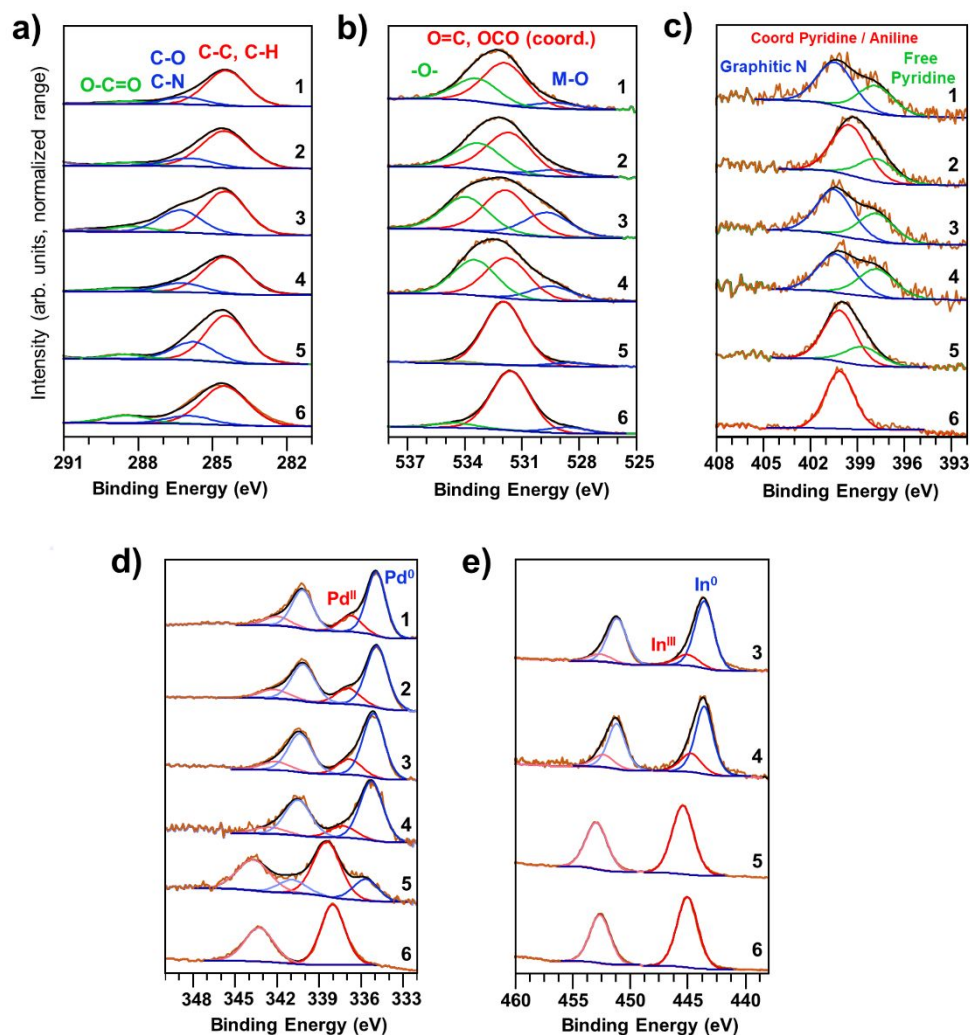 a)
O-C=O
C-O
C-N
C-C, C-H
1
2
3
4
5
6
291 288 285 282
Binding Energy (eV)
Intensity (arb. units, normalized range)
b)
O=C, OCO (coord.)
-O-
M-O
1
2
3
4
5
6
537 534 531 528 525
Binding Energy (eV)
c)
Coord Pyridine / Aniline
Graphitic N
Free
Pyridine
1
2
3
4
5
6
408 405 402 399 396 393
Binding Energy (eV)
d)
Pd⁰
Pdᴵᴵ
1
2
3
4
5
6
348 345 342 339 336 333
Binding Energy (eV)
e)
In⁰
Inᴵᴵᴵ
3
4
5
6
460 455 450 445 440
Binding Energy (eV)